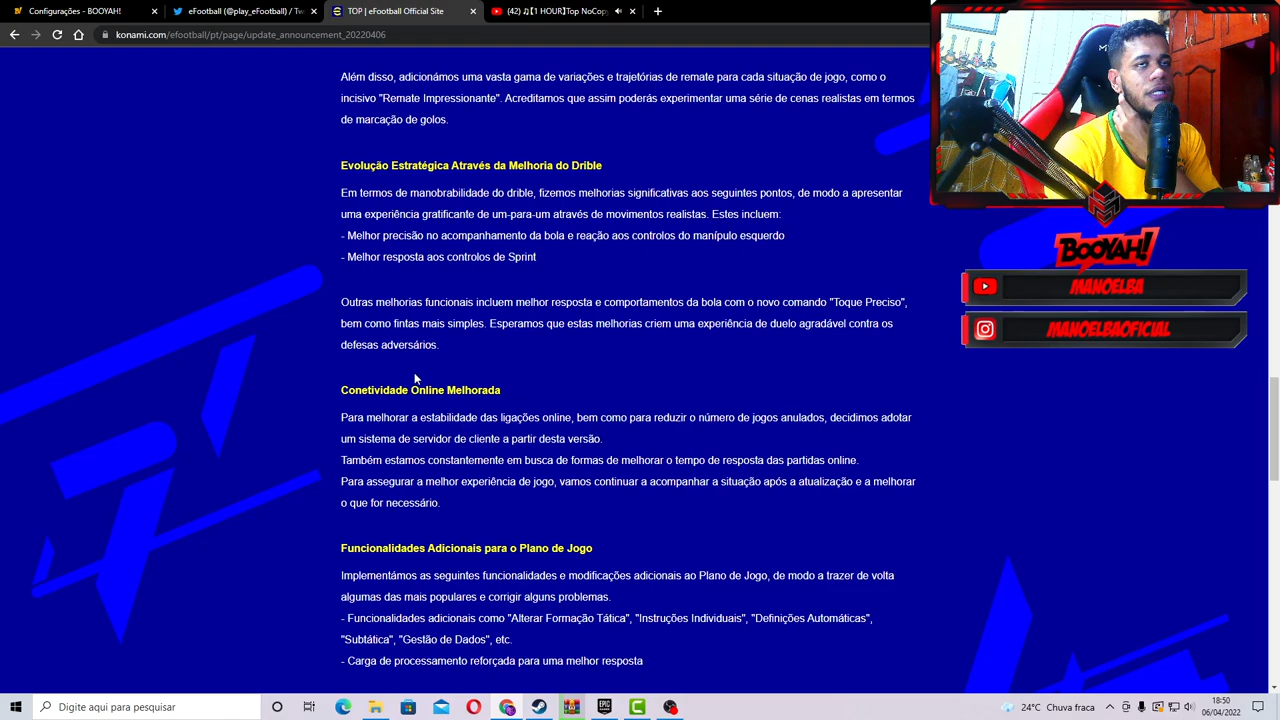 Configurações - BOOYAH!
eFootball (@play_eFootball) / Tw
TOP | eFootball Official Site
(42) ♫【1 HOUR】Top NoCop
konami.com/efootball/pt/page/update_announcement_20220406
Além disso, adicionámos uma vasta gama de variações e trajetórias de remate para cada situação de jogo, como o
incisivo "Remate Impressionante". Acreditamos que assim poderás experimentar uma série de cenas realistas em termos
de marcação de golos.
Evolução Estratégica Através da Melhoria do Drible
Em termos de manobrabilidade do drible, fizemos melhorias significativas aos seguintes pontos, de modo a apresentar
uma experiência gratificante de um-para-um através de movimentos realistas. Estes incluem:
- Melhor precisão no acompanhamento da bola e reação aos controlos do manípulo esquerdo
- Melhor resposta aos controlos de Sprint
Outras melhorias funcionais incluem melhor resposta e comportamentos da bola com o novo comando "Toque Preciso",
bem como fintas mais simples. Esperamos que estas melhorias criem uma experiência de duelo agradável contra os
defesas adversários.
Conetividade Online Melhorada
Para melhorar a estabilidade das ligações online, bem como para reduzir o número de jogos anulados, decidimos adotar
um sistema de servidor de cliente a partir desta versão.
Também estamos constantemente em busca de formas de melhorar o tempo de resposta das partidas online.
Para assegurar a melhor experiência de jogo, vamos continuar a acompanhar a situação após a atualização e a melhorar
o que for necessário.
Funcionalidades Adicionais para o Plano de Jogo
Implementámos as seguintes funcionalidades e modificações adicionais ao Plano de Jogo, de modo a trazer de volta
algumas das mais populares e corrigir alguns problemas.
- Funcionalidades adicionais como "Alterar Formação Tática", "Instruções Individuais", "Definições Automáticas",
"Subtática", "Gestão de Dados", etc.
- Carga de processamento reforçada para uma melhor resposta
BOOYAH!
MANOELBA
MANOELBAOFICIAL
Digite aqui para pesquisar
EPIC
24°C Chuva fraca
18:50
06/04/2022